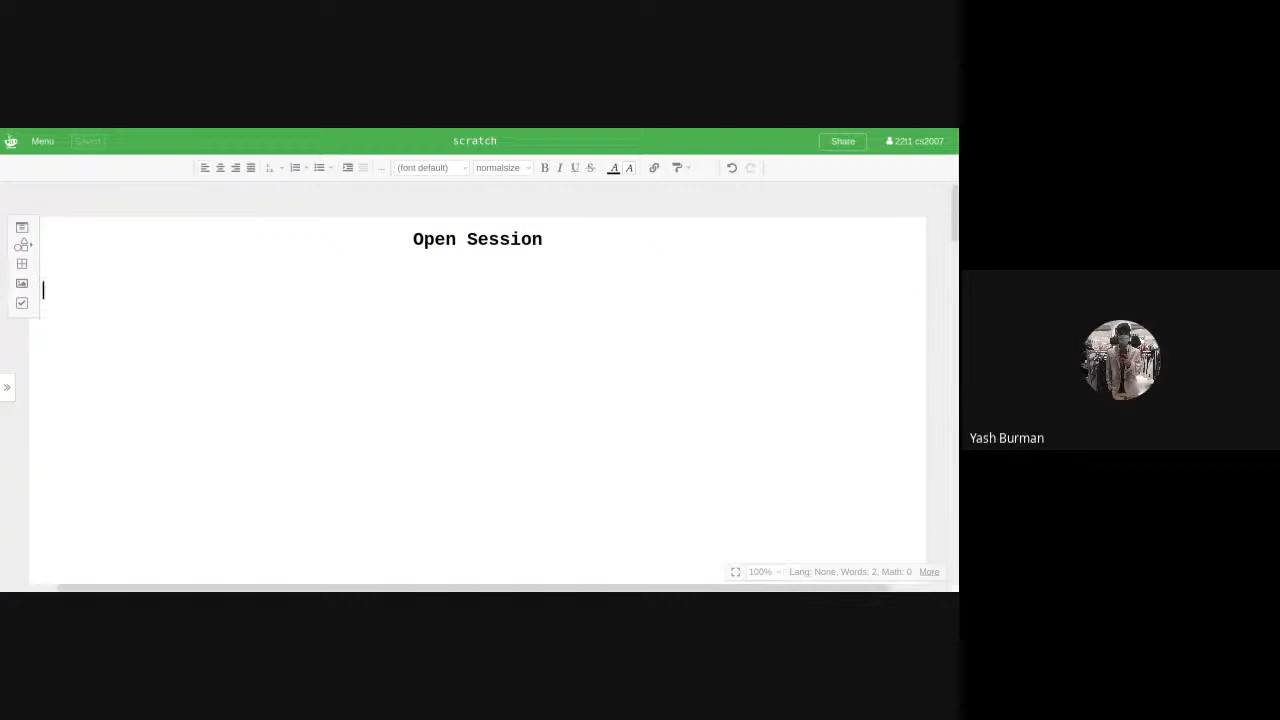 Menu
Saved
scratch
Share
22t1 cs2007
...
(font default)
normalsize
B I U S A A
Open Session
Yash Burman
100%
Lang: None, Words: 2, Math: 0 More